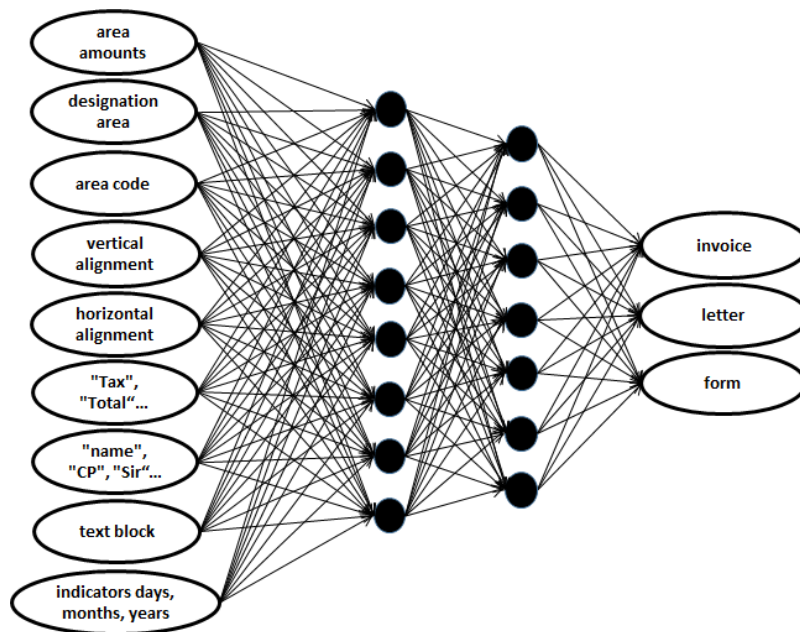 area
amounts
designation
area
area code
vertical
alignment
horizontal
alignment
"Tax",
"Total“...
"name",
"CP", "Sir“...
text block
indicators days,
months, years
invoice
letter
form